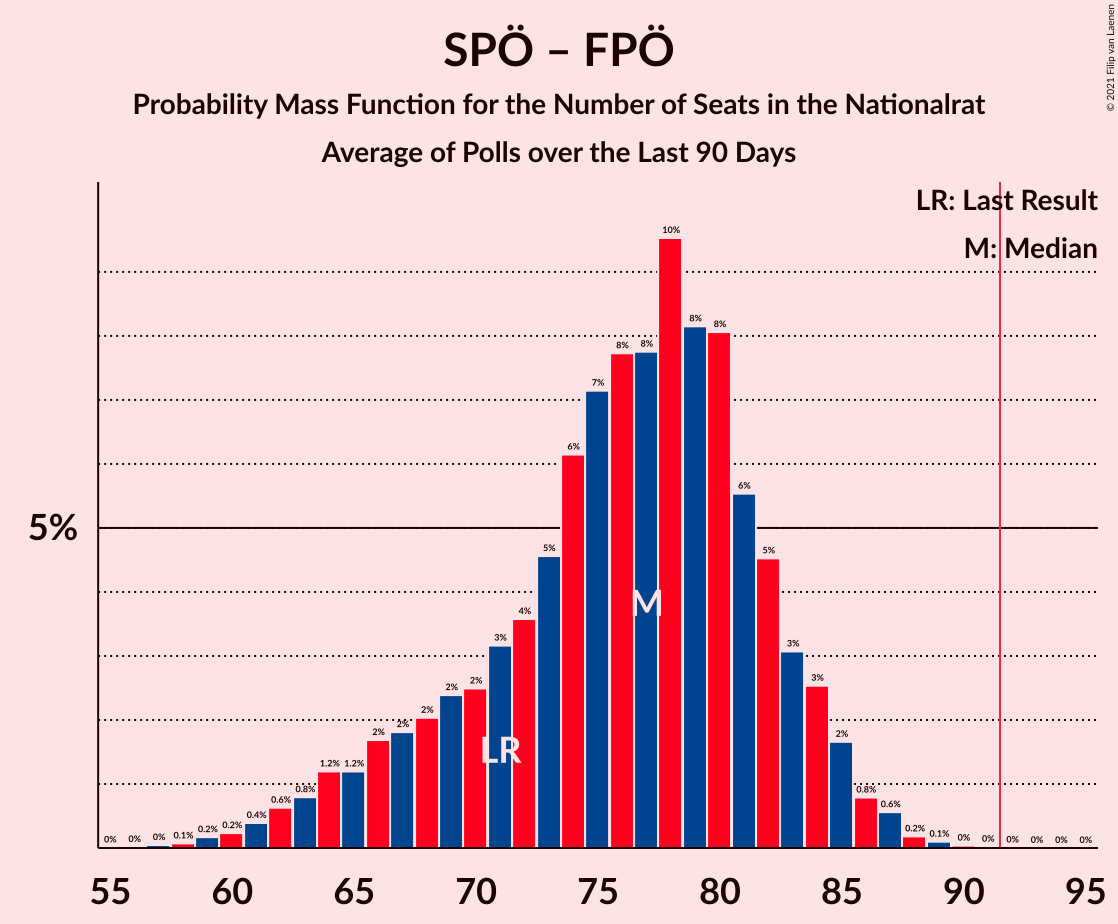 SPÖ – FPÖ
Probability Mass Function for the Number of Seats in the Nationalrat
Average of Polls over the Last 90 Days
© 2021 Filip van Laenen
LR: Last Result
M: Median
5%
0% 0% 0% 0.1% 0.2% 0.2% 0.4% 0.6% 0.8% 1.2% 1.2% 2% 2% 2% 2% 2% 3% 4% 5% 6% 7% 8% 8% 10% 8% 8% 6% 5% 3% 3% 2% 0.8% 0.6% 0.2% 0.1% 0% 0% 0% 0% 0% 0%
M
LR
55 60 65 70 75 80 85 90 95